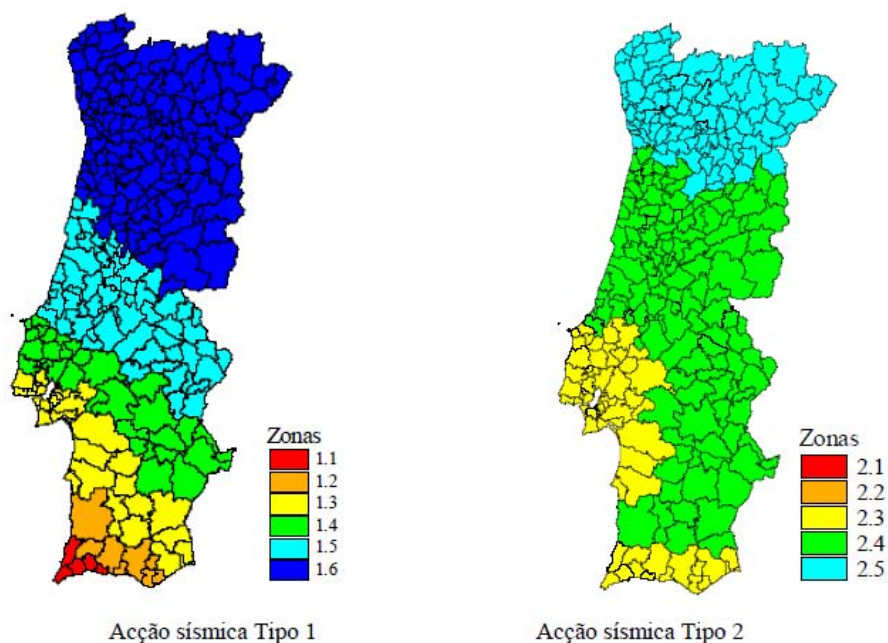 Zonas
1.1
1.2
1.3
1.4
1.5
1.6
Acção sísmica Tipo 1
Zonas
2.1
2.2
2.3
2.4
2.5
Acção sísmica Tipo 2